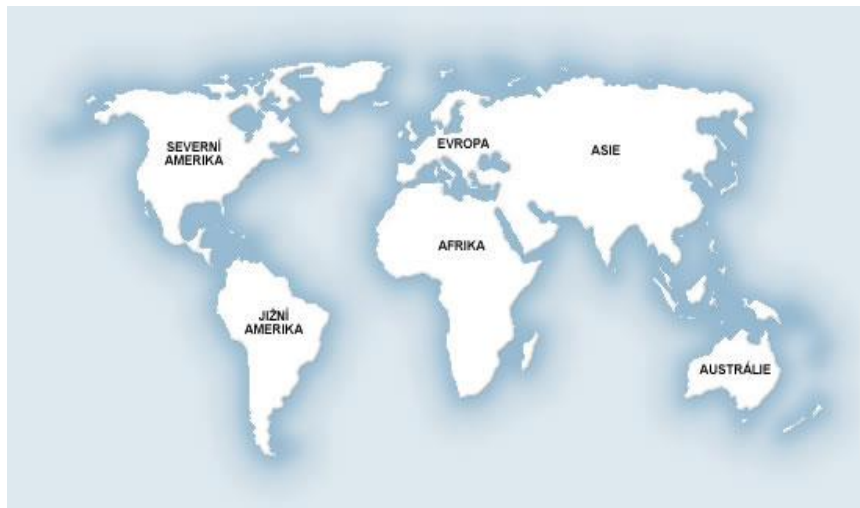 SEVERNÍ
AMERIKA
EVROPA
ASIE
AFRIKA
JIŽNÍ
AMERIKA
AUSTRÁLIE